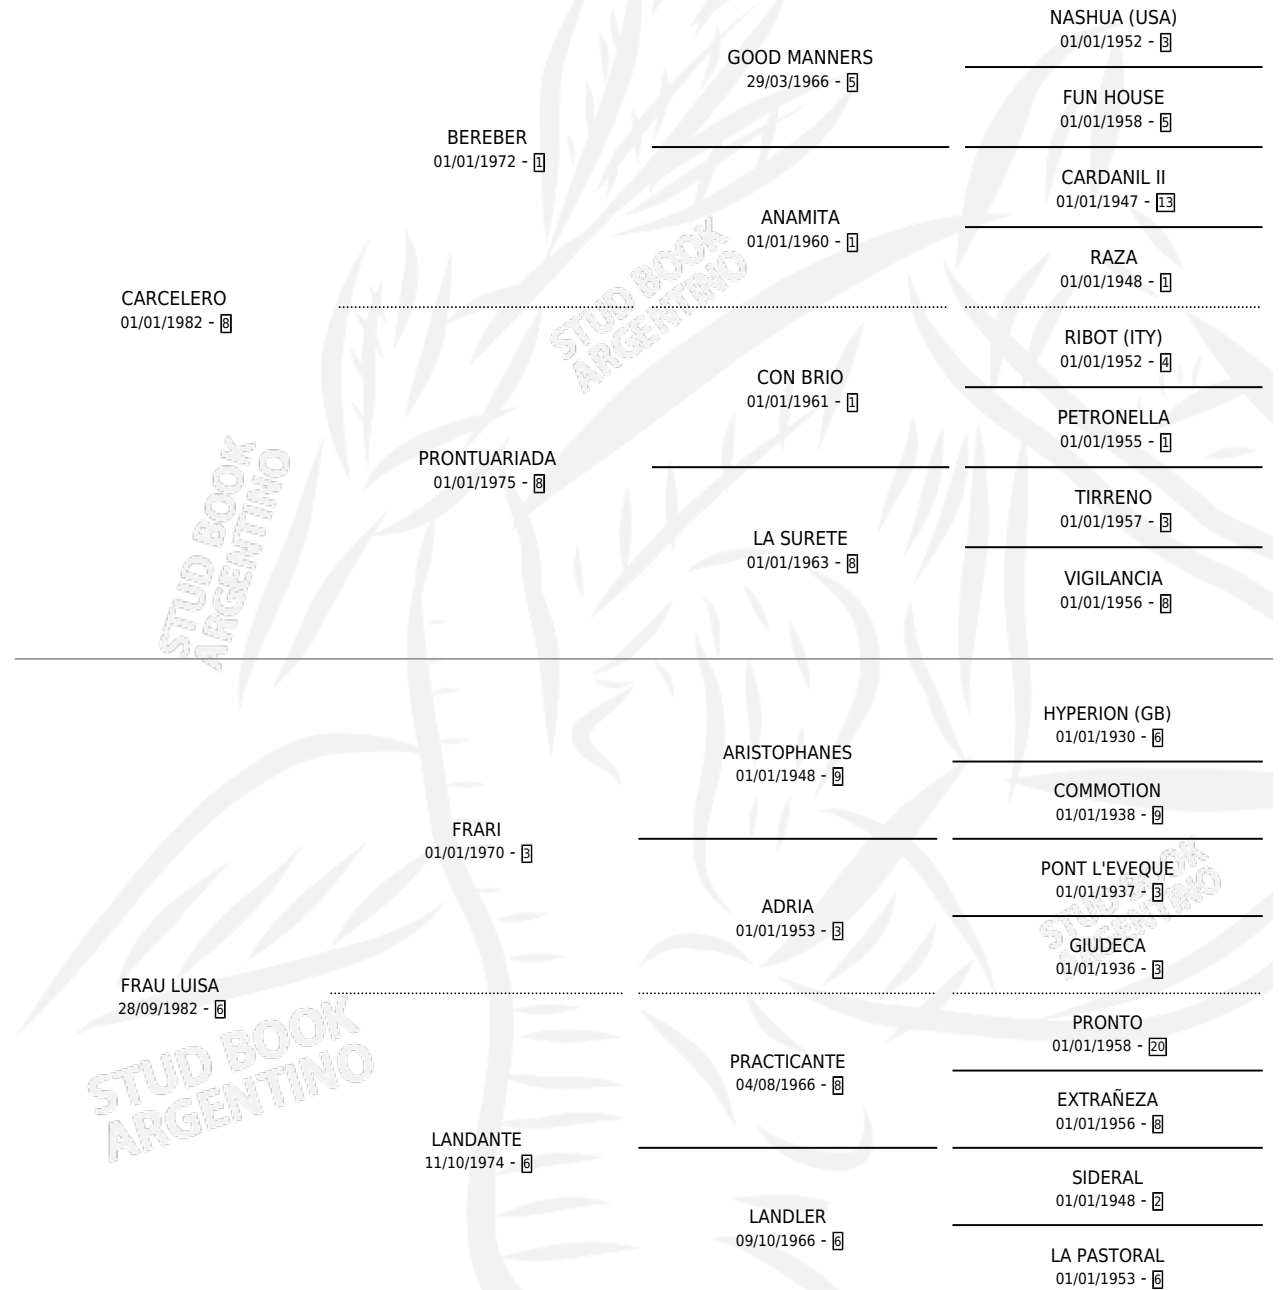 NASHUA (USA)
01/01/1952 - 3
GOOD MANNERS
29/03/1966 - 5
FUN HOUSE
01/01/1958 - 5
BEREBER
01/01/1972 - 1
CARDANIL II
01/01/1947 - 13
ANAMITA
01/01/1960 - 1
RAZA
01/01/1948 - 1
CARCELERO
01/01/1982 - 8
RIBOT (ITY)
01/01/1952 - 4
CON BRIO
01/01/1961 - 1
PETRONELLA
01/01/1955 - 1
PRONTUARIADA
01/01/1975 - 8
TIRRENO
01/01/1957 - 3
LA SURETE
01/01/1963 - 8
VIGILANCIA
01/01/1956 - 8
HYPERION (GB)
01/01/1930 - 6
ARISTOPHANES
01/01/1948 - 9
COMMOTION
01/01/1938 - 9
FRARI
01/01/1970 - 3
PONT L'EVEQUE
01/01/1937 - 3
ADRIA
01/01/1953 - 3
GIUDECA
01/01/1936 - 3
FRAU LUISA
28/09/1982 - 6
PRONTO
01/01/1958 - 20
PRACTICANTE
04/08/1966 - 8
EXTRAÑEZA
01/01/1956 - 8
LANDANTE
11/10/1974 - 6
SIDERAL
01/01/1948 - 2
LANDLER
09/10/1966 - 6
LA PASTORAL
01/01/1953 - 6
STUD BOOK
ARGENTINO
STUD BOOK
ARGENTINO
STUD BOOK
ARGENTINO
STUD BOOK
ARGENTINO